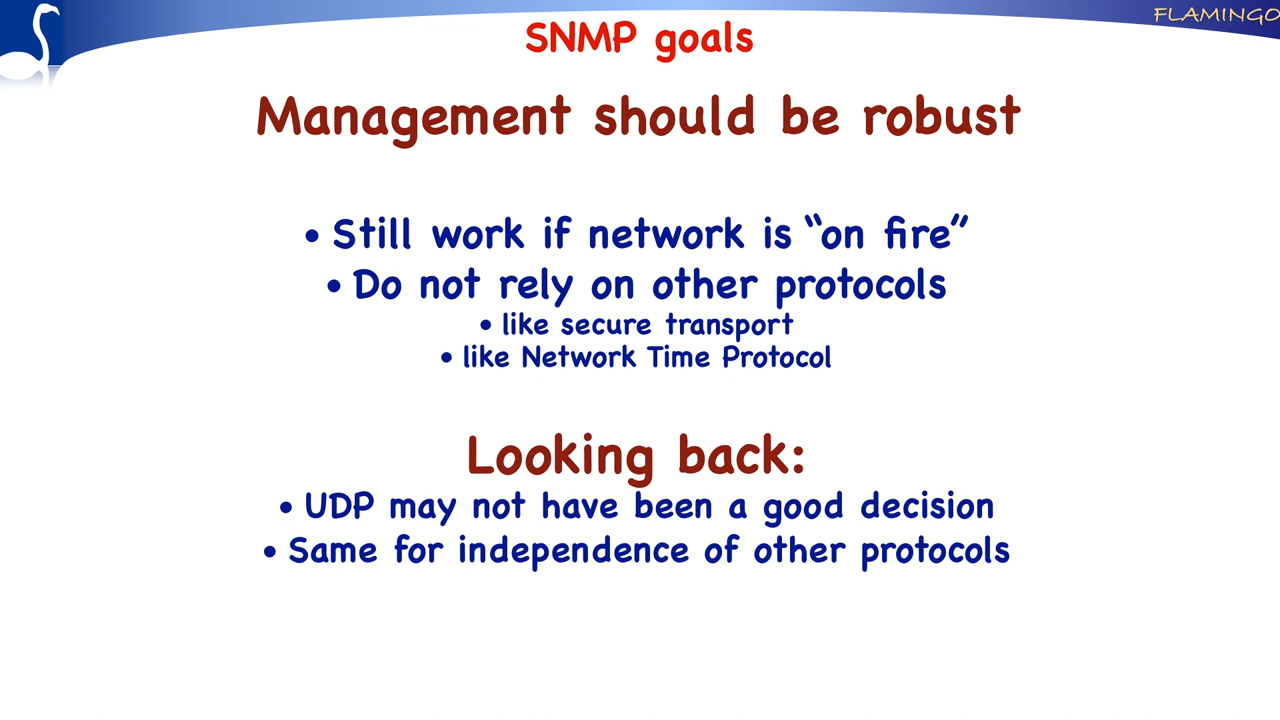 FLAMINGO
SNMP goals
Management should be robust
• Still work if network is “on fire”
• Do not rely on other protocols
• like secure transport
• like Network Time Protocol
Looking back:
• UDP may not have been a good decision
• Same for independence of other protocols